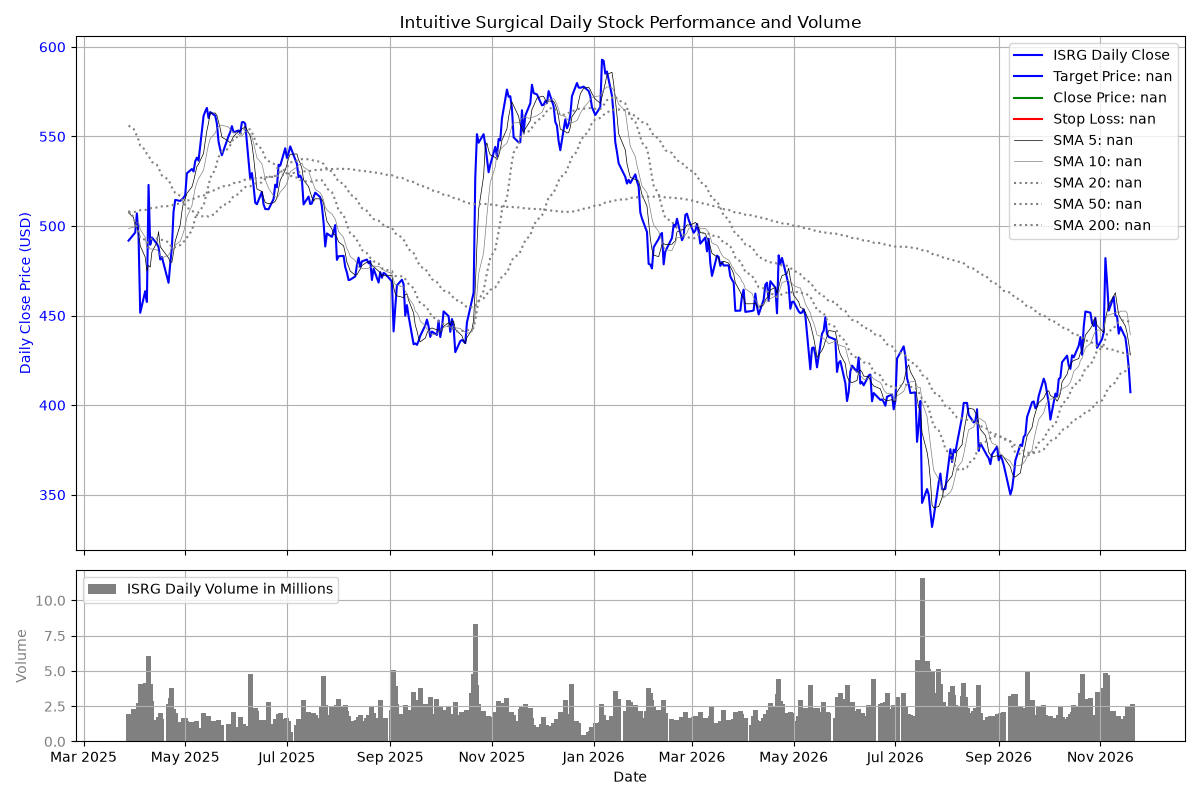 Intuitive Surgical Daily Stock Performance and Volume
600
550
500
450
400
350
Daily Close Price (USD)
ISRG Daily Close
Target Price: nan
Close Price: nan
Stop Loss: nan
SMA 5: nan
SMA 10: nan
SMA 20: nan
SMA 50: nan
SMA 200: nan
ISRG Daily Volume in Millions
10.0
7.5
5.0
2.5
0.0
Volume
Mar 2025
May 2025
Jul 2025
Sep 2025
Nov 2025
Jan 2026
Mar 2026
May 2026
Jul 2026
Sep 2026
Nov 2026
Date